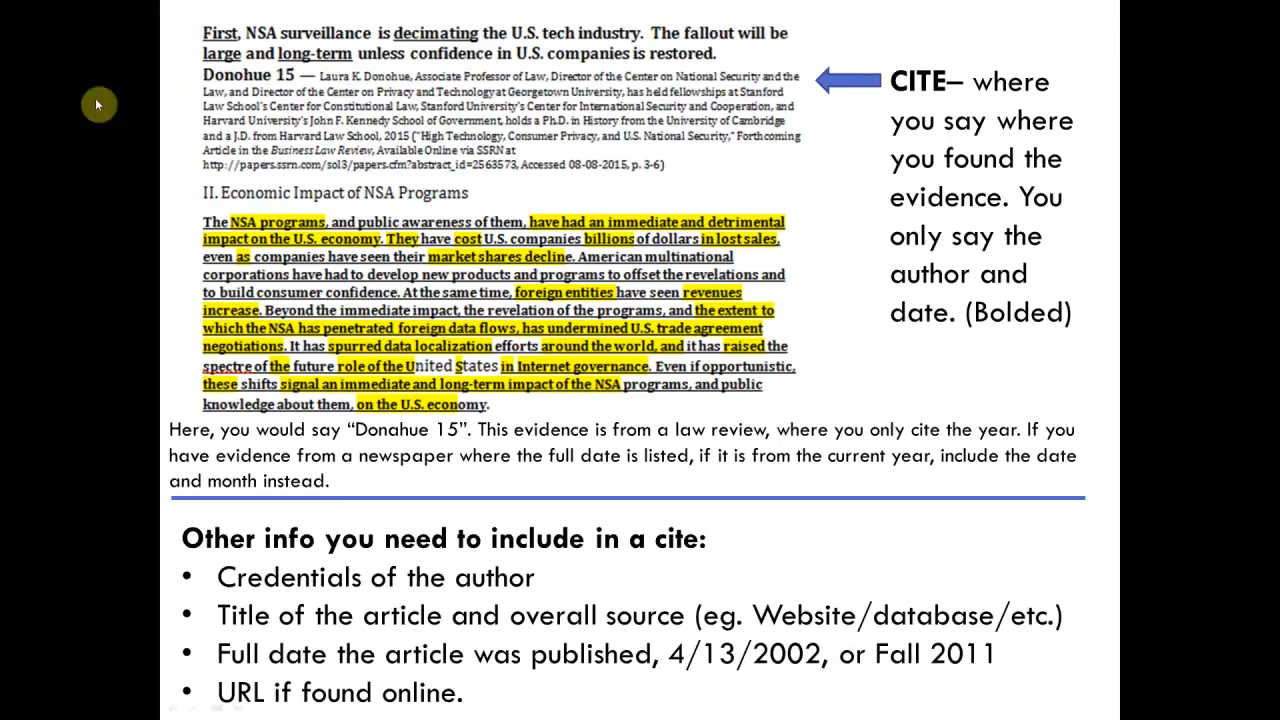 First, NSA surveillance is decimating the U.S. tech industry. The fallout will be
large and long-term unless confidence in U.S. companies is restored.
Donohue 15 — Laura K. Donohue, Associate Professor of Law, Director of the Center on National Security and the
Law, and Director of the Center on Privacy and Technology at Georgetown University, has held fellowships at Stanford
Law School's Center for Constitutional Law, Stanford University's Center for International Security and Cooperation, and
Harvard University's John F. Kennedy School of Government, holds a Ph.D. in History from the University of Cambridge
and a J.D. from Harvard Law School, 2015 ("High Technology, Consumer Privacy, and U.S. National Security," Forthcoming
Article in the Business Law Review, Available Online via SSRN at
http://papers.ssrn.com/sol3/papers.cfm?abstract_id=2563573, Accessed 08-08-2015, p. 3-6)
II. Economic Impact of NSA Programs
The NSA programs, and public awareness of them, have had an immediate and detrimental
impact on the U.S. economy. They have cost U.S. companies billions of dollars in lost sales,
even as companies have seen their market shares decline. American multinational
corporations have had to develop new products and programs to offset the revelations and
to build consumer confidence. At the same time, foreign entities have seen revenues
increase. Beyond the immediate impact, the revelation of the programs, and the extent to
which the NSA has penetrated foreign data flows, has undermined U.S. trade agreement
negotiations. It has spurred data localization efforts around the world, and it has raised the
spectre of the future role of the United States in Internet governance. Even if opportunistic,
these shifts signal an immediate and long-term impact of the NSA programs, and public
knowledge about them, on the U.S. economy.
CITE– where
you say where
you found the
evidence. You
only say the
author and
date. (Bolded)
Here, you would say “Donahue 15”. This evidence is from a law review, where you only cite the year. If you
have evidence from a newspaper where the full date is listed, if it is from the current year, include the date
and month instead.
Other info you need to include in a cite:
• Credentials of the author
• Title of the article and overall source (eg. Website/database/etc.)
• Full date the article was published, 4/13/2002, or Fall 2011
• URL if found online.